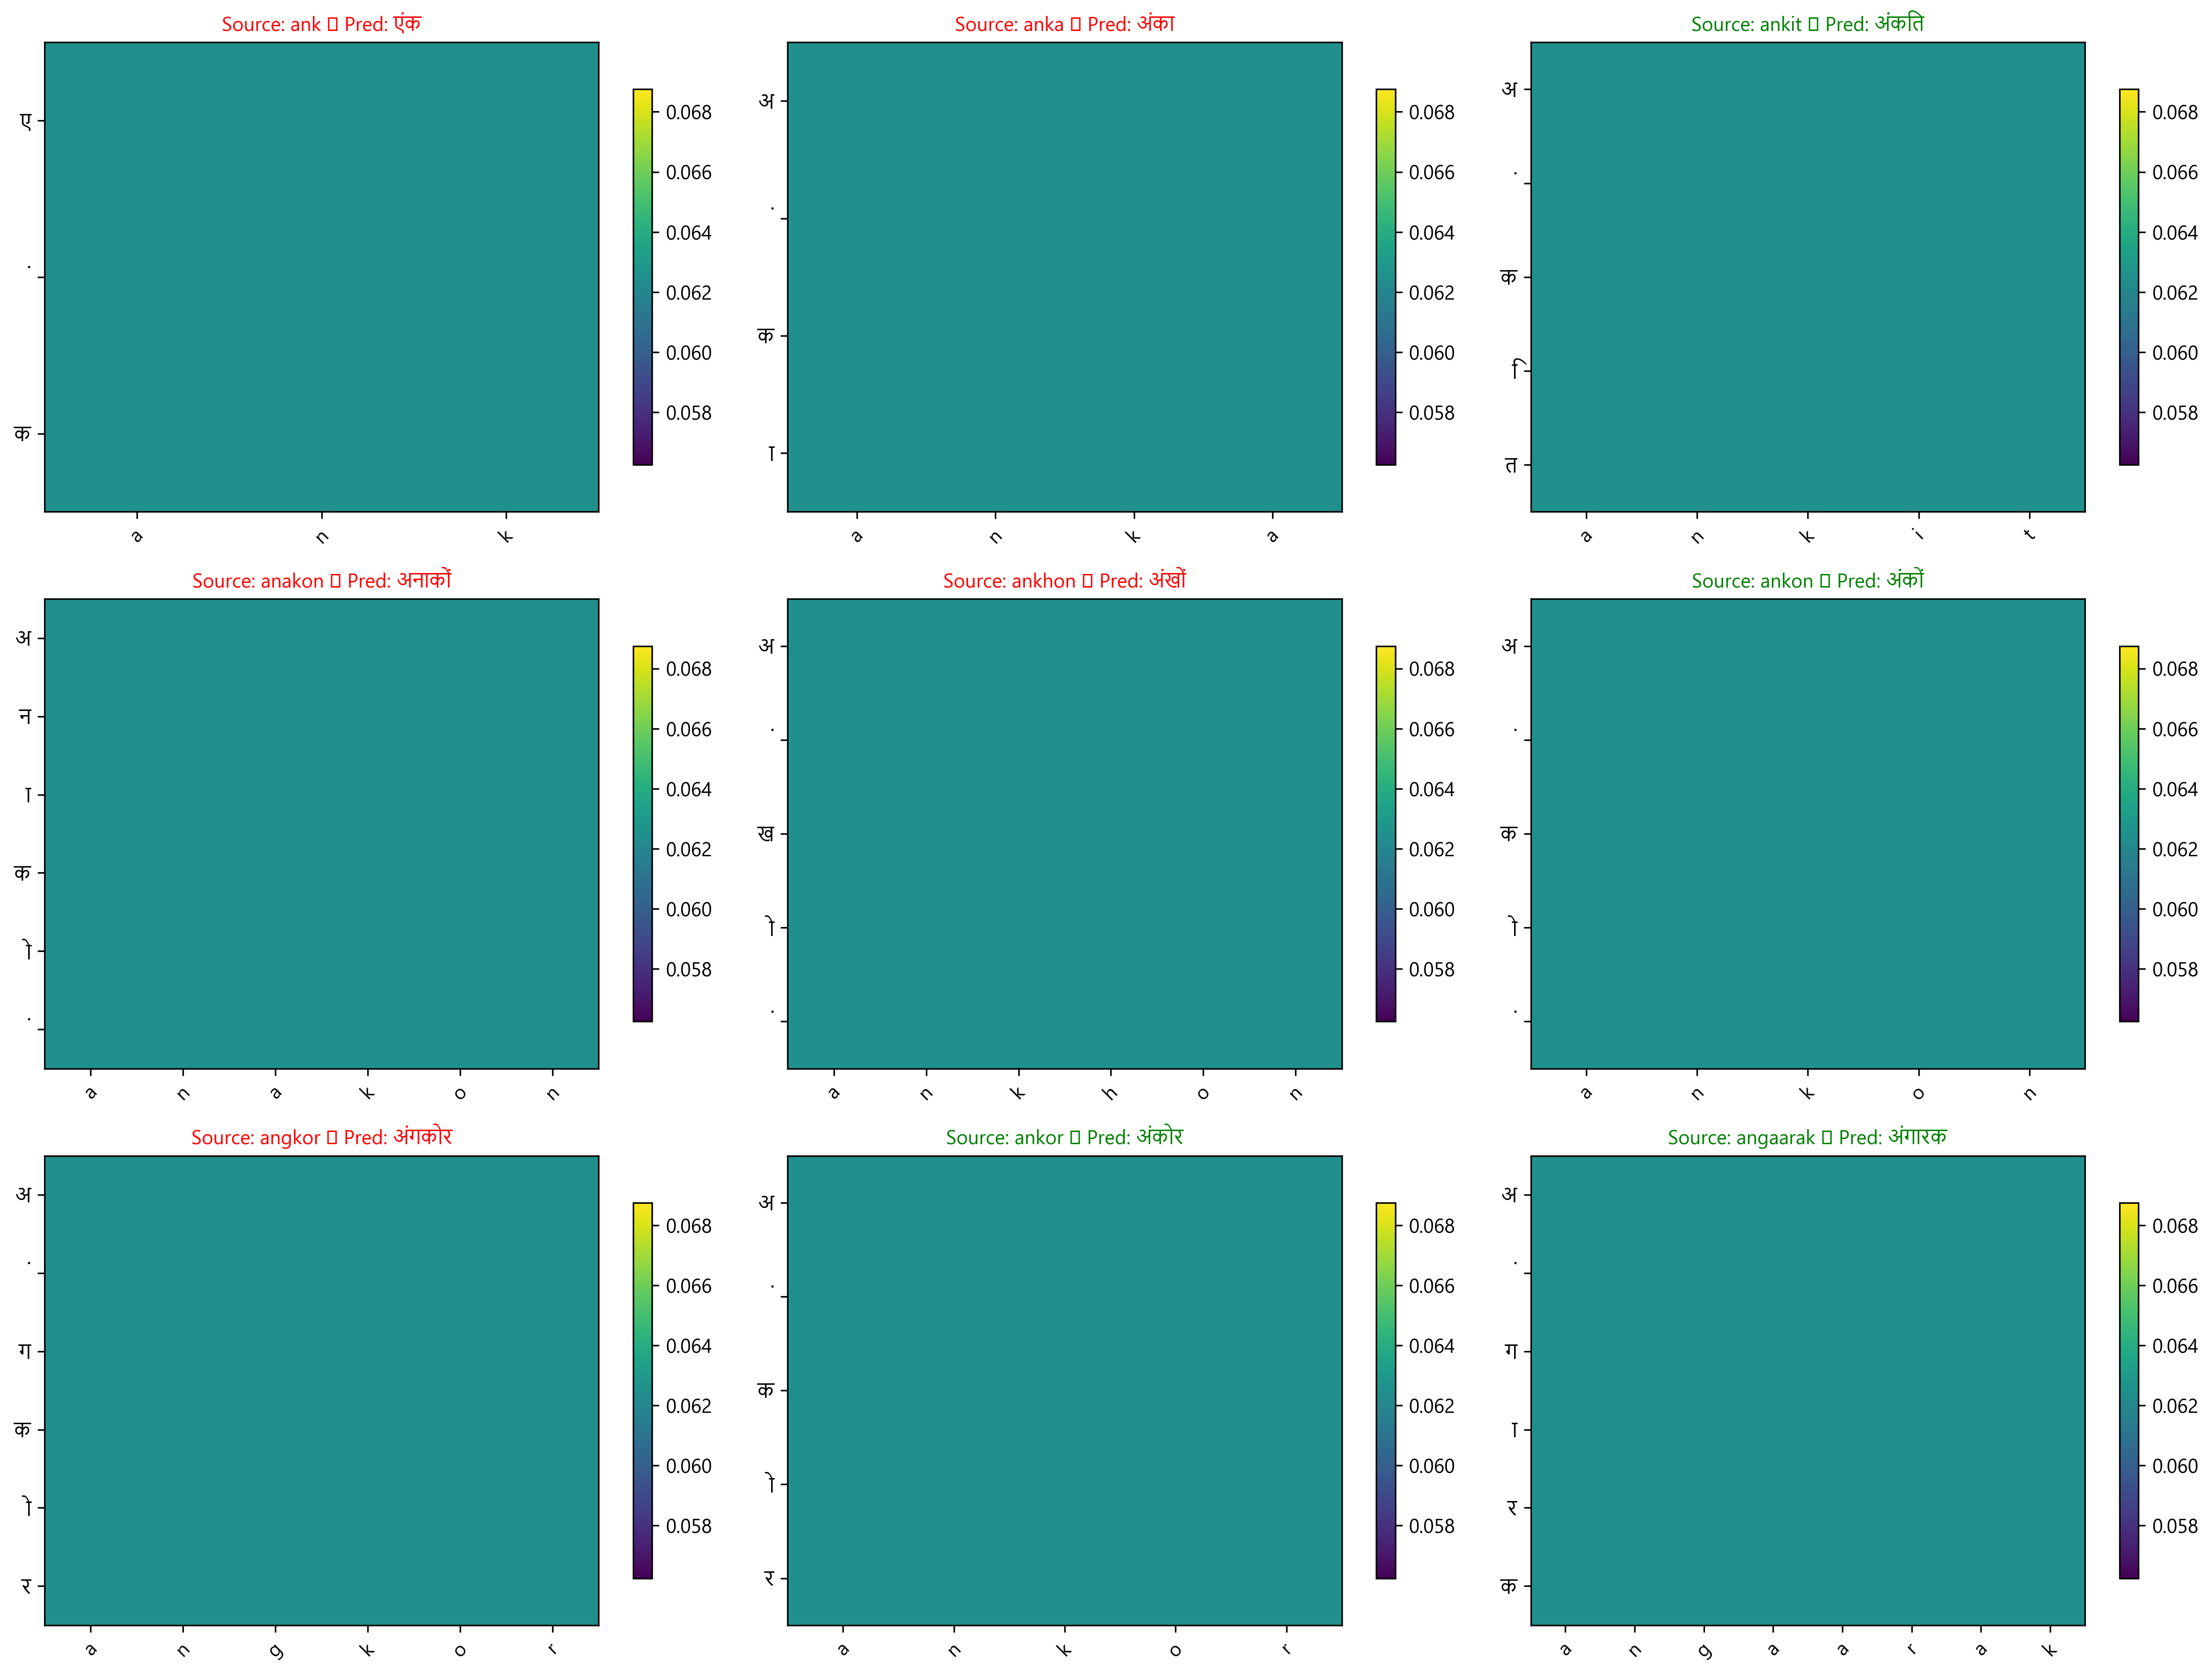 Source: ank ▯ Pred: एंक
ए
ं
क
a n k
0.068
0.066
0.064
0.062
0.060
0.058
Source: anka ▯ Pred: अंका
अ
ं
क
ा
a n k a
0.068
0.066
0.064
0.062
0.060
0.058
Source: ankit ▯ Pred: अंकति
अ
ं
क
ि
त
a n k i t
0.068
0.066
0.064
0.062
0.060
0.058
Source: anakon ▯ Pred: अनाकों
अ
न
ा
क
ो
ं
a n a k o n
0.068
0.066
0.064
0.062
0.060
0.058
Source: ankhon ▯ Pred: अंखों
अ
ं
ख
ो
ं
a n k h o n
0.068
0.066
0.064
0.062
0.060
0.058
Source: ankon ▯ Pred: अंकों
अ
ं
क
ो
ं
a n k o n
0.068
0.066
0.064
0.062
0.060
0.058
Source: angkor ▯ Pred: अंगकोर
अ
ं
ग
क
ो
र
a n g k o r
0.068
0.066
0.064
0.062
0.060
0.058
Source: ankor ▯ Pred: अंकोर
अ
ं
क
ो
र
a n k o r
0.068
0.066
0.064
0.062
0.060
0.058
Source: angaarak ▯ Pred: अंगारक
अ
ं
ग
ा
र
क
a n g a a r a k
0.068
0.066
0.064
0.062
0.060
0.058